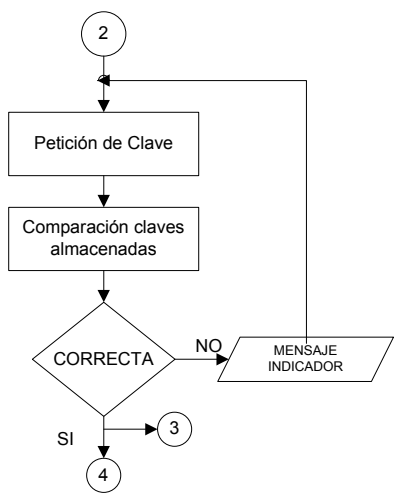 2
Petición de Clave
Comparación claves
almacenadas
CORRECTA
NO
MENSAJE
INDICADOR
3
SI
4